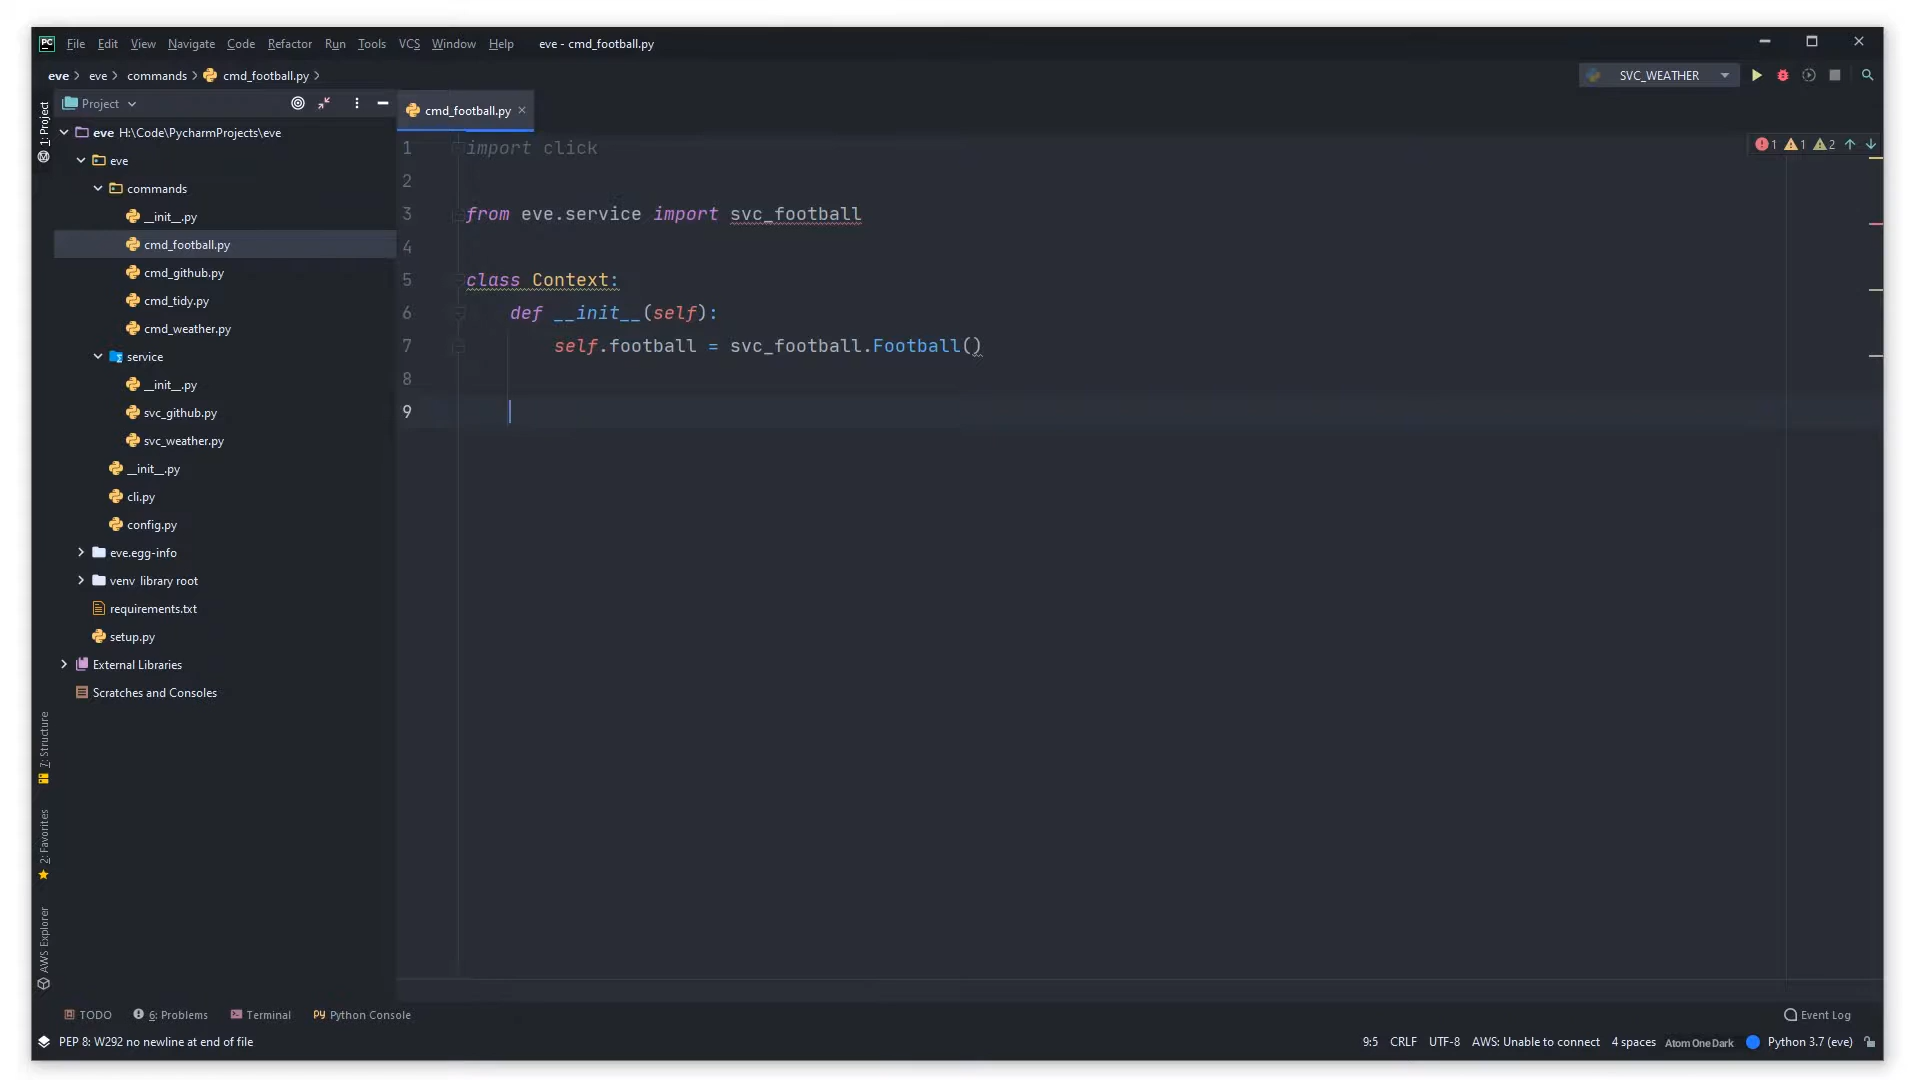 PC File Edit View Navigate Code Refactor Run Tools VCS Window Help eve - cmd_football.py
eve eve commands cmd_football.py SVC_WEATHER
Project cmd_football.py
1: Project
eve H:\Code\PycharmProjects\eve
eve
commands
__init__.py
cmd_football.py
cmd_github.py
cmd_tidy.py
cmd_weather.py
service
__init__.py
svc_github.py
svc_weather.py
__init__.py
cli.py
config.py
eve.egg-info
venv library root
requirements.txt
setup.py
External Libraries
Scratches and Consoles
7: Structure
2: Favorites
AWS Explorer
1 import click
1 1 2
2
3 from eve.service import svc_football
4
5 class Context:
6 def __init__(self):
7 self.football = svc_football.Football()
8
9
TODO 6: Problems Terminal Python Console Event Log
PEP 8: W292 no newline at end of file 9:5 CRLF UTF-8 AWS: Unable to connect 4 spaces Atom One Dark Python 3.7 (eve)